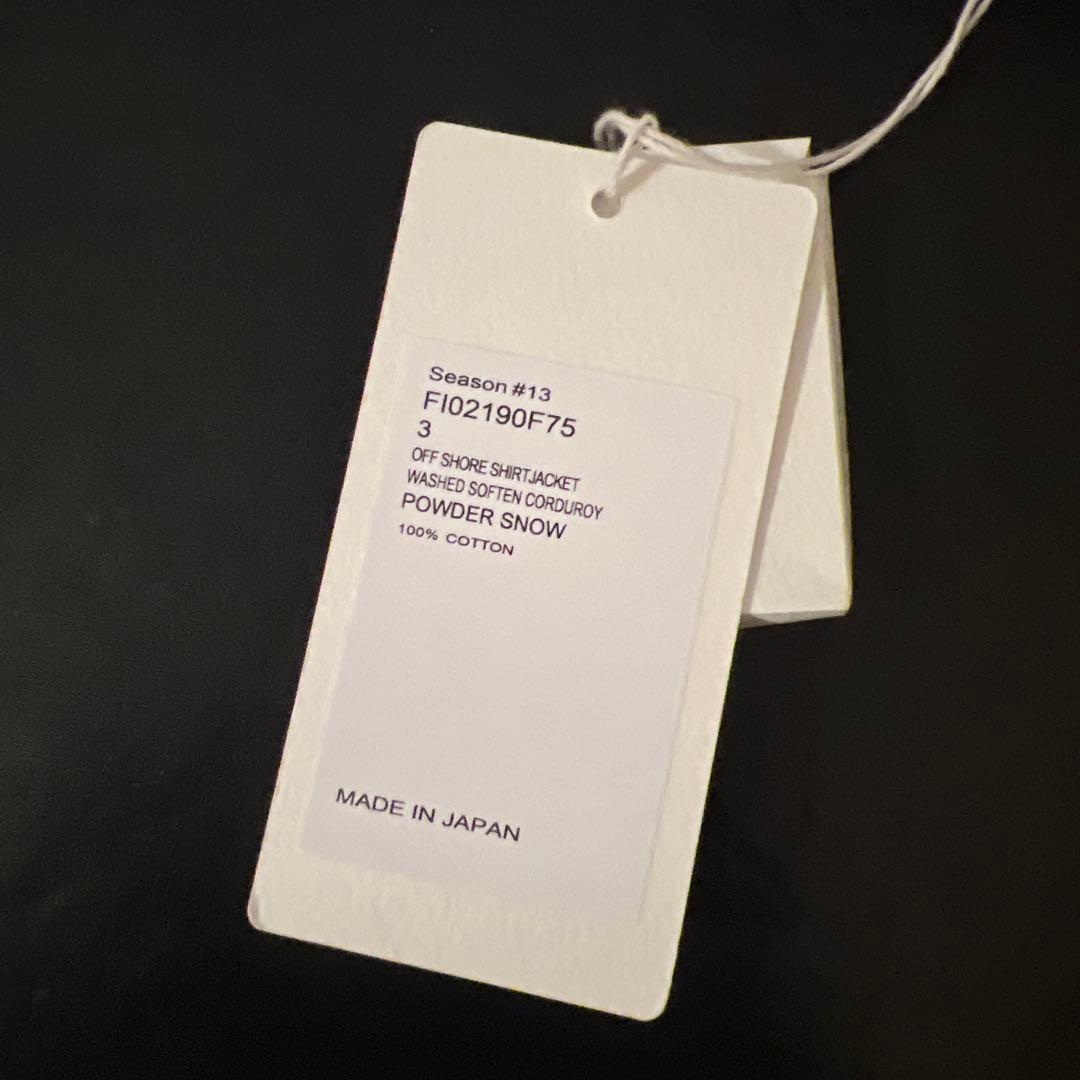 Season #13
FI02190F75
3
OFF SHORE SHIRTJACKET
WASHED SOFTEN CORDUROY
POWDER SNOW
100% COTTON
MADE IN JAPAN